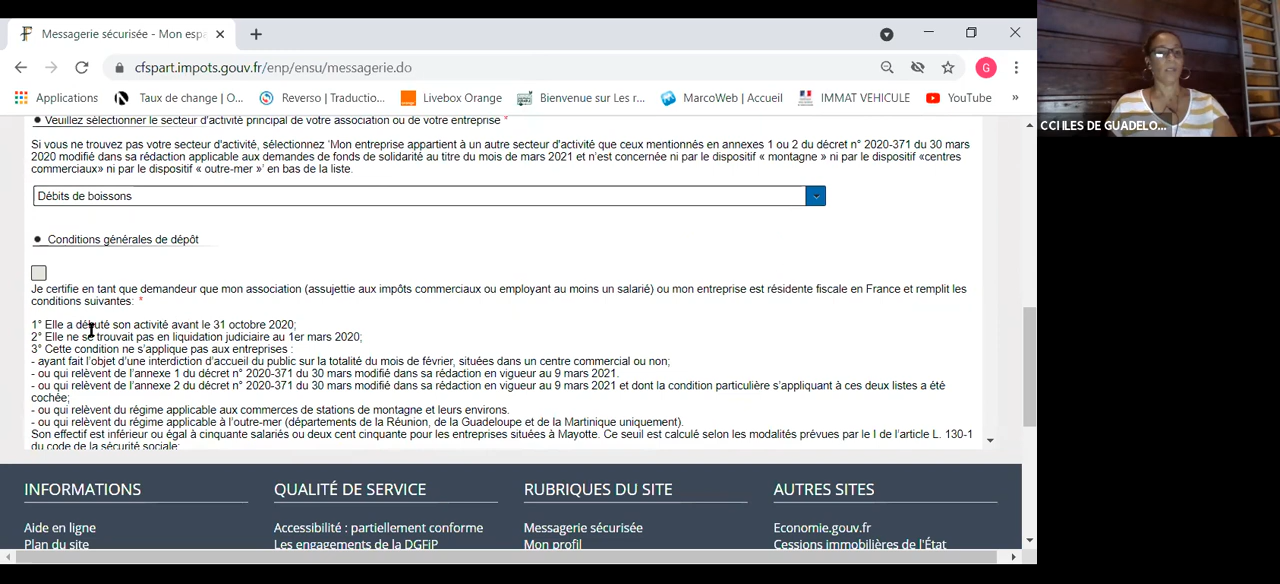 Messagerie sécurisée - Mon espa
cfspart.impots.gouv.fr/enp/ensu/messagerie.do
G
Applications
Taux de change | O...
Reverso | Traductio...
Livebox Orange
Bienvenue sur Les r...
MarcoWeb | Accueil
IMMAT VEHICULE
YouTube
»
CCI ILES DE GUADELO...
• Veuillez sélectionner le secteur d'activité principal de votre association ou de votre entreprise *
Si vous ne trouvez pas votre secteur d'activité, sélectionnez 'Mon entreprise appartient à un autre secteur d'activité que ceux mentionnés en annexes 1 ou 2 du décret n° 2020-371 du 30 mars
2020 modifié dans sa rédaction applicable aux demandes de fonds de solidarité au titre du mois de mars 2021 et n'est concernée ni par le dispositif « montagne » ni par le dispositif «centres
commerciaux» ni par le dispositif « outre-mer »' en bas de la liste.
Débits de boissons
• Conditions générales de dépôt
Je certifie en tant que demandeur que mon association (assujettie aux impôts commerciaux ou employant au moins un salarié) ou mon entreprise est résidente fiscale en France et remplit les
conditions suivantes: *
1° Elle a débuté son activité avant le 31 octobre 2020;
2° Elle ne se trouvait pas en liquidation judiciaire au 1er mars 2020;
3° Cette condition ne s'applique pas aux entreprises :
- ayant fait l'objet d'une interdiction d'accueil du public sur la totalité du mois de février, situées dans un centre commercial ou non;
- ou qui relèvent de l'annexe 1 du décret n° 2020-371 du 30 mars modifié dans sa rédaction en vigueur au 9 mars 2021.
- ou qui relèvent de l'annexe 2 du décret n° 2020-371 du 30 mars modifié dans sa rédaction en vigueur au 9 mars 2021 et dont la condition particulière s'appliquant à ces deux listes a été
cochée;
- ou qui relèvent du régime applicable aux commerces de stations de montagne et leurs environs.
- ou qui relèvent du régime applicable à l'outre-mer (départements de la Réunion, de la Guadeloupe et de la Martinique uniquement).
Son effectif est inférieur ou égal à cinquante salariés ou deux cent cinquante pour les entreprises situées à Mayotte. Ce seuil est calculé selon les modalités prévues par le I de l'article L. 130-1
du code de la sécurité sociale;
INFORMATIONS
QUALITÉ DE SERVICE
RUBRIQUES DU SITE
AUTRES SITES
Aide en ligne
Accessibilité : partiellement conforme
Messagerie sécurisée
Economie.gouv.fr
Plan du site
Les engagements de la DGFiP
Mon profil
Cessions immobilières de l'État